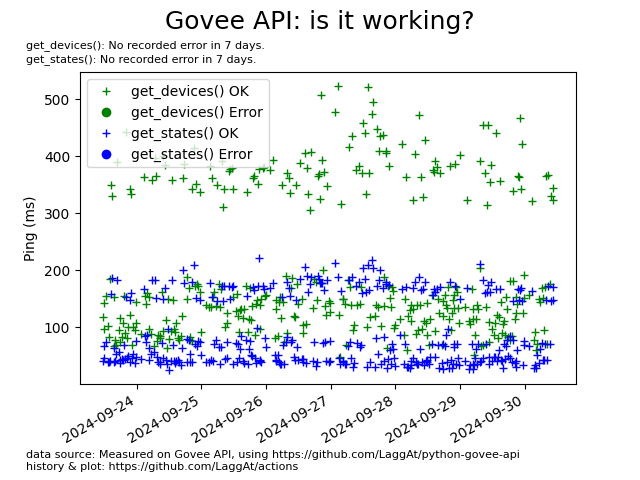 Govee API: is it working?
get_devices(): No recorded error in 7 days.
get_states(): No recorded error in 7 days.
get_devices() OK
get_devices() Error
get_states() OK
get_states() Error
Ping (ms)
500
400
300
200
100
2024-09-24
2024-09-25
2024-09-26
2024-09-27
2024-09-28
2024-09-29
2024-09-30
data source: Measured on Govee API, using https://github.com/LaggAt/python-govee-api
history & plot: https://github.com/LaggAt/actions